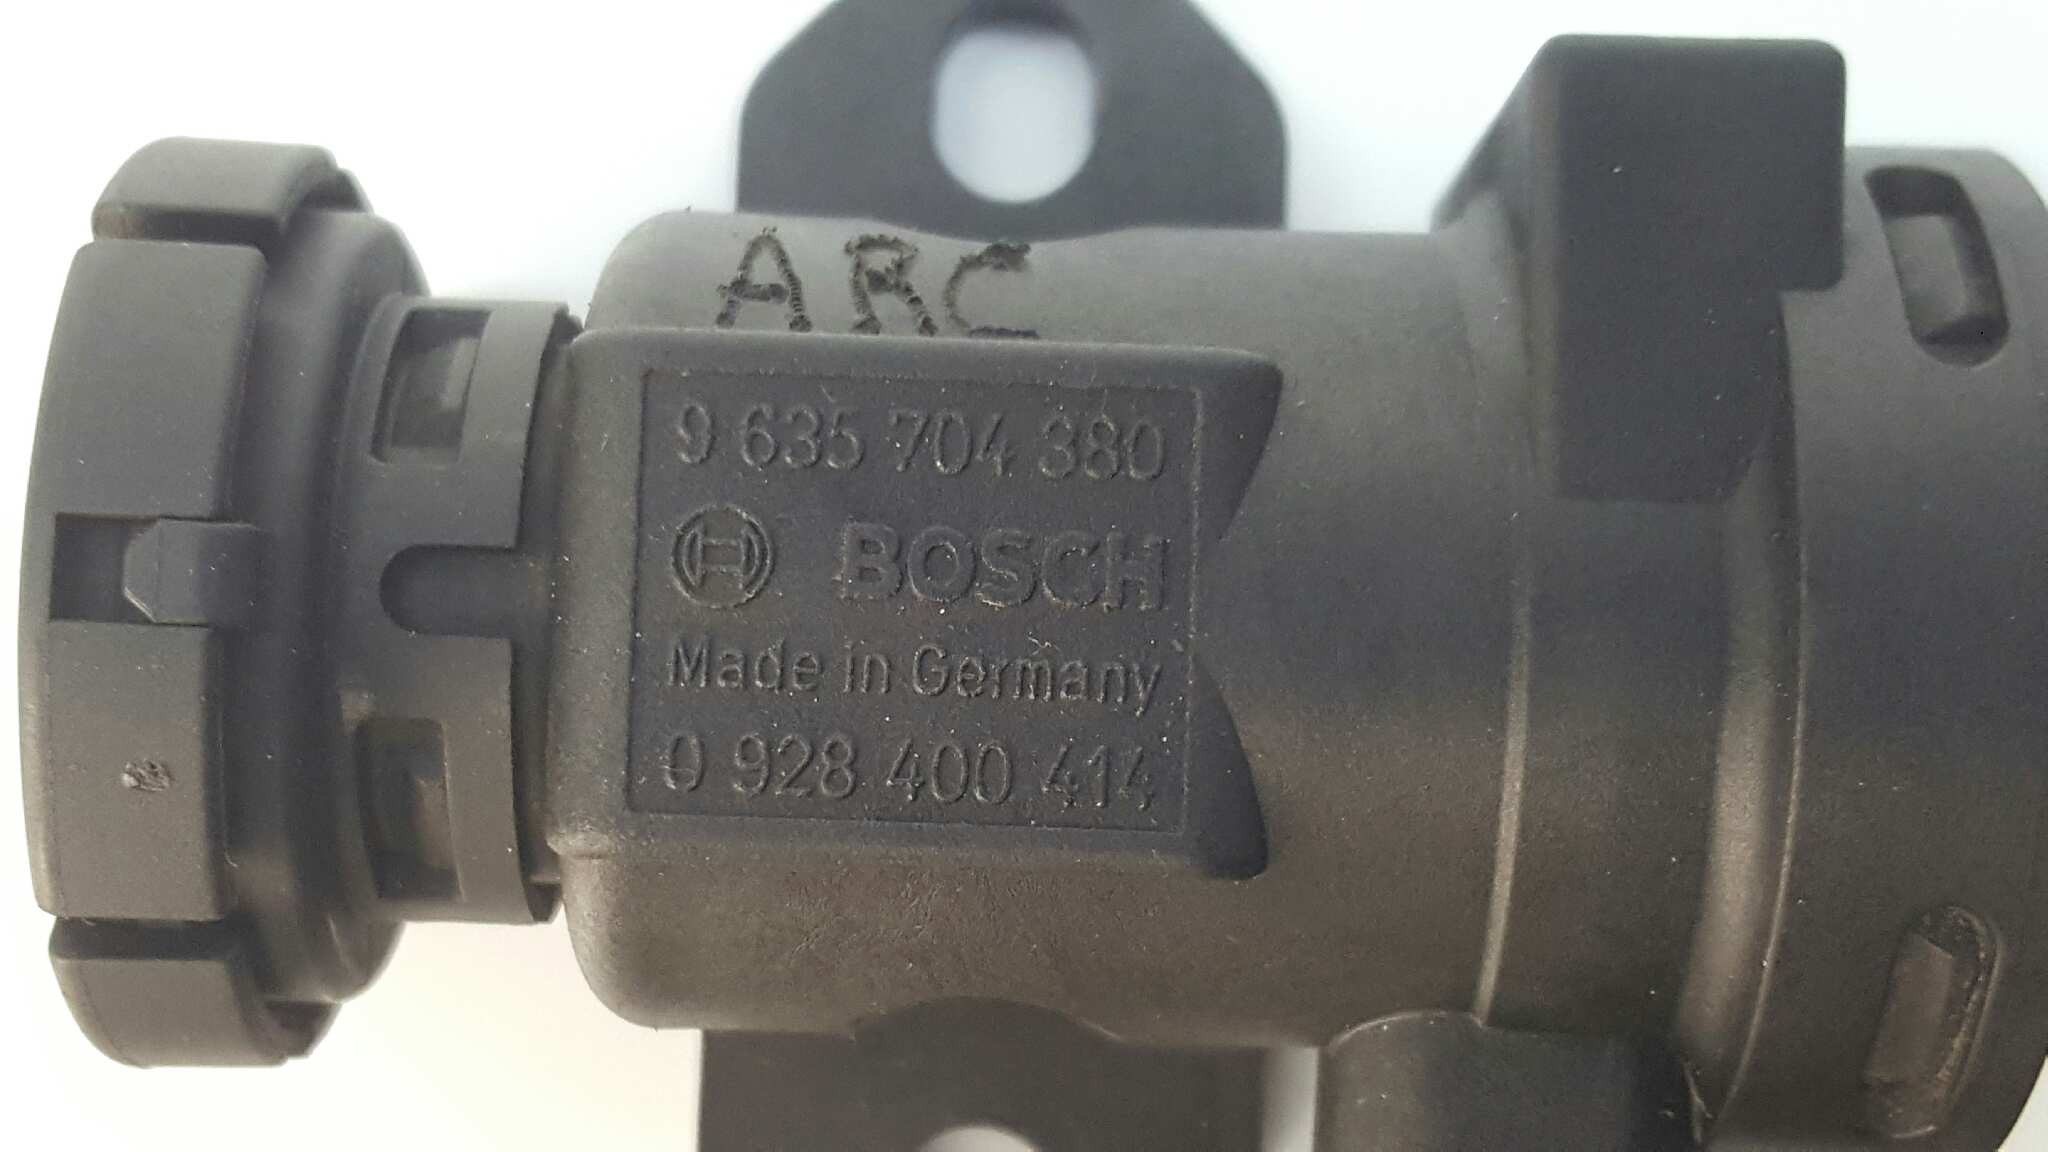 ARC
9 635 704 380
BOSCH
Made in Germany
0 928 400 414